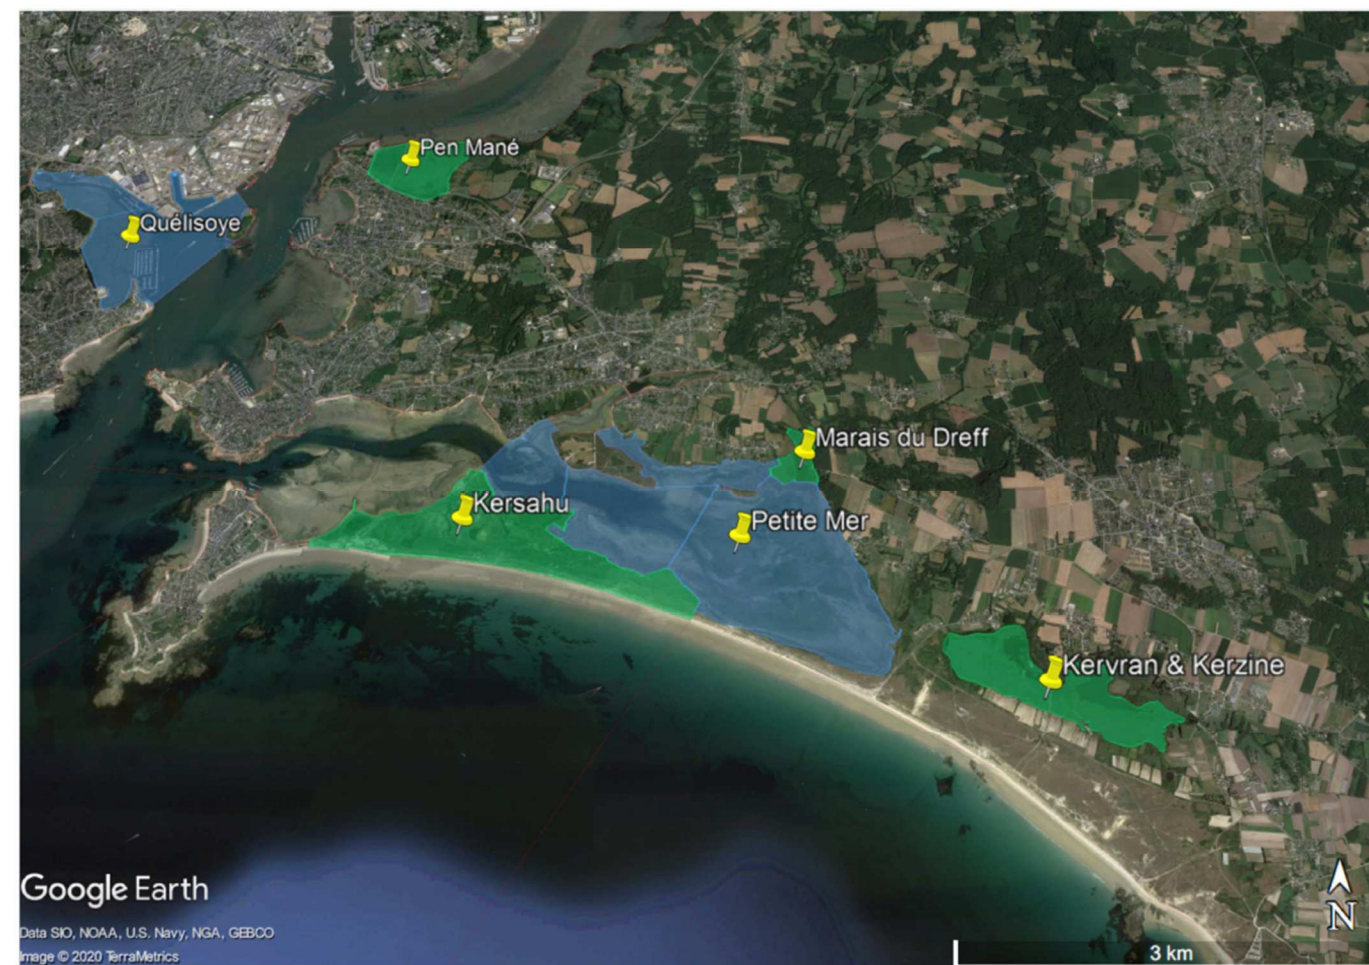 Pen Mané
Quélisoye
Marais du Dreff
Kersahu
Petite Mer
Kervran & Kerzine
Google Earth
N
Data SIO, NOAA, U.S. Navy, NGA, GEBCO
Image © 2020 TerraMetrics
3 km